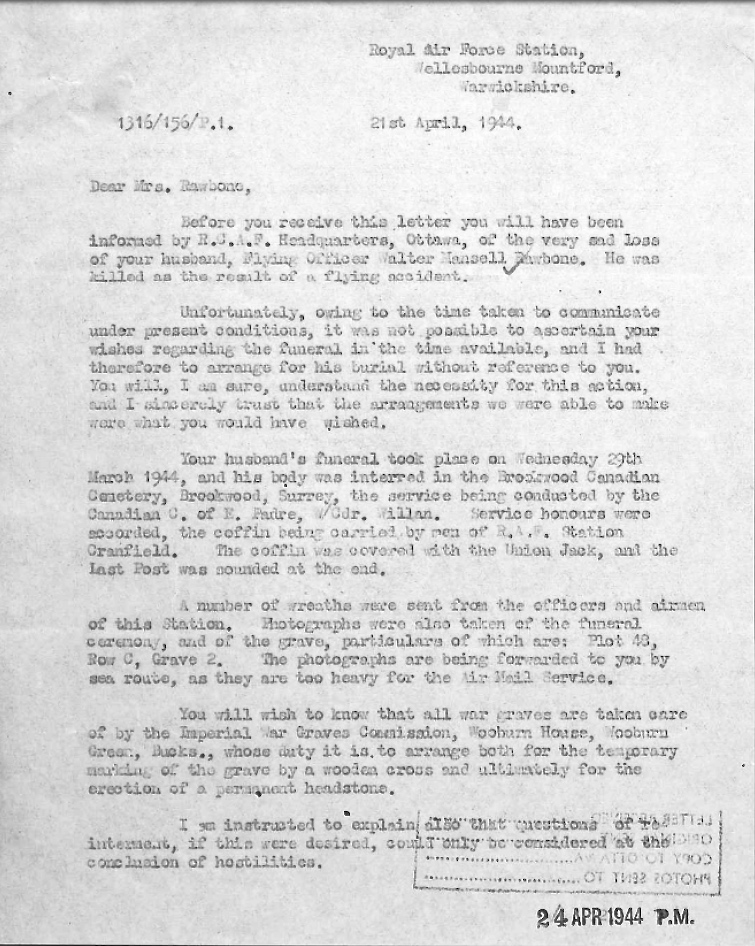 Royal Air Force Station,
Wellesbourne Mountford,
Warwickshire.
1316/156/P.1.
21st April, 1944.
Dear Mrs. Rawbone,
Before you receive this letter you will have been
informed by R.C.A.F. Headquarters, Ottawa, of the very sad loss
of your husband, Flying Officer Walter Mansell Rawbone. He was
killed as the result of a flying accident.
Unfortunately, owing to the time taken to communicate
under present conditions, it was not possible to ascertain your
wishes regarding the funeral in the time available, and I had
therefore to arrange for his burial without reference to you.
You will, I am sure, understand the necessity for this action,
and I sincerely trust that the arrangements we were able to make
were what you would have wished.
Your husband's funeral took place on Wednesday 29th
March 1944, and his body was interred in the Brookwood Canadian
Cemetery, Brookwood, Surrey, the service being conducted by the
Canadian C. of E. Padre, W/Cdr. Willan. Service honours were
accorded, the coffin being carried by men of R.A.F. Station
Cranfield. The coffin was covered with the Union Jack, and the
Last Post was sounded at the end.
A number of wreaths were sent from the officers and airmen
of this Station. Photographs were also taken of the funeral
ceremony, and of the grave, particulars of which are: Plot 48,
Row C, Grave 2. The photographs are being forwarded to you by
sea route, as they are too heavy for the Air Mail Service.
You will wish to know that all war graves are taken care
of by the Imperial War Graves Commission, Wooburn House, Wooburn
Green, Bucks., whose duty it is to arrange both for the temporary
marking of the grave by a wooden cross and ultimately for the
erection of a permanent headstone.
I am instructed to explain also that questions of re-
interment, if this were desired, could only be considered at the
conclusion of hostilities.
LETTER
COPY TO OTTAWA
PHOTOS SENT TO
24 APR 1944 P.M.